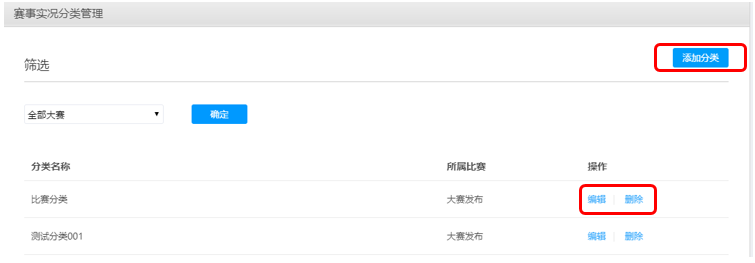 赛事实况分类管理
添加分类
筛选
全部大赛 确定
分类名称 所属比赛 操作
比赛分类 大赛发布 编辑 | 删除
测试分类001 大赛发布 编辑 | 删除